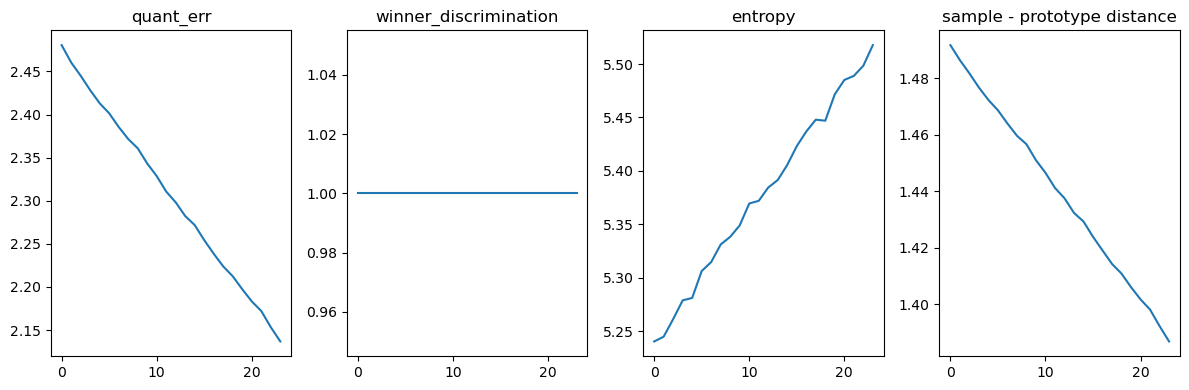 quant_err
2.45
2.40
2.35
2.30
2.25
2.20
2.15
0 10 20
winner_discrimination
1.04
1.02
1.00
0.98
0.96
0 10 20
entropy
5.50
5.45
5.40
5.35
5.30
5.25
0 10 20
sample - prototype distance
1.48
1.46
1.44
1.42
1.40
0 10 20